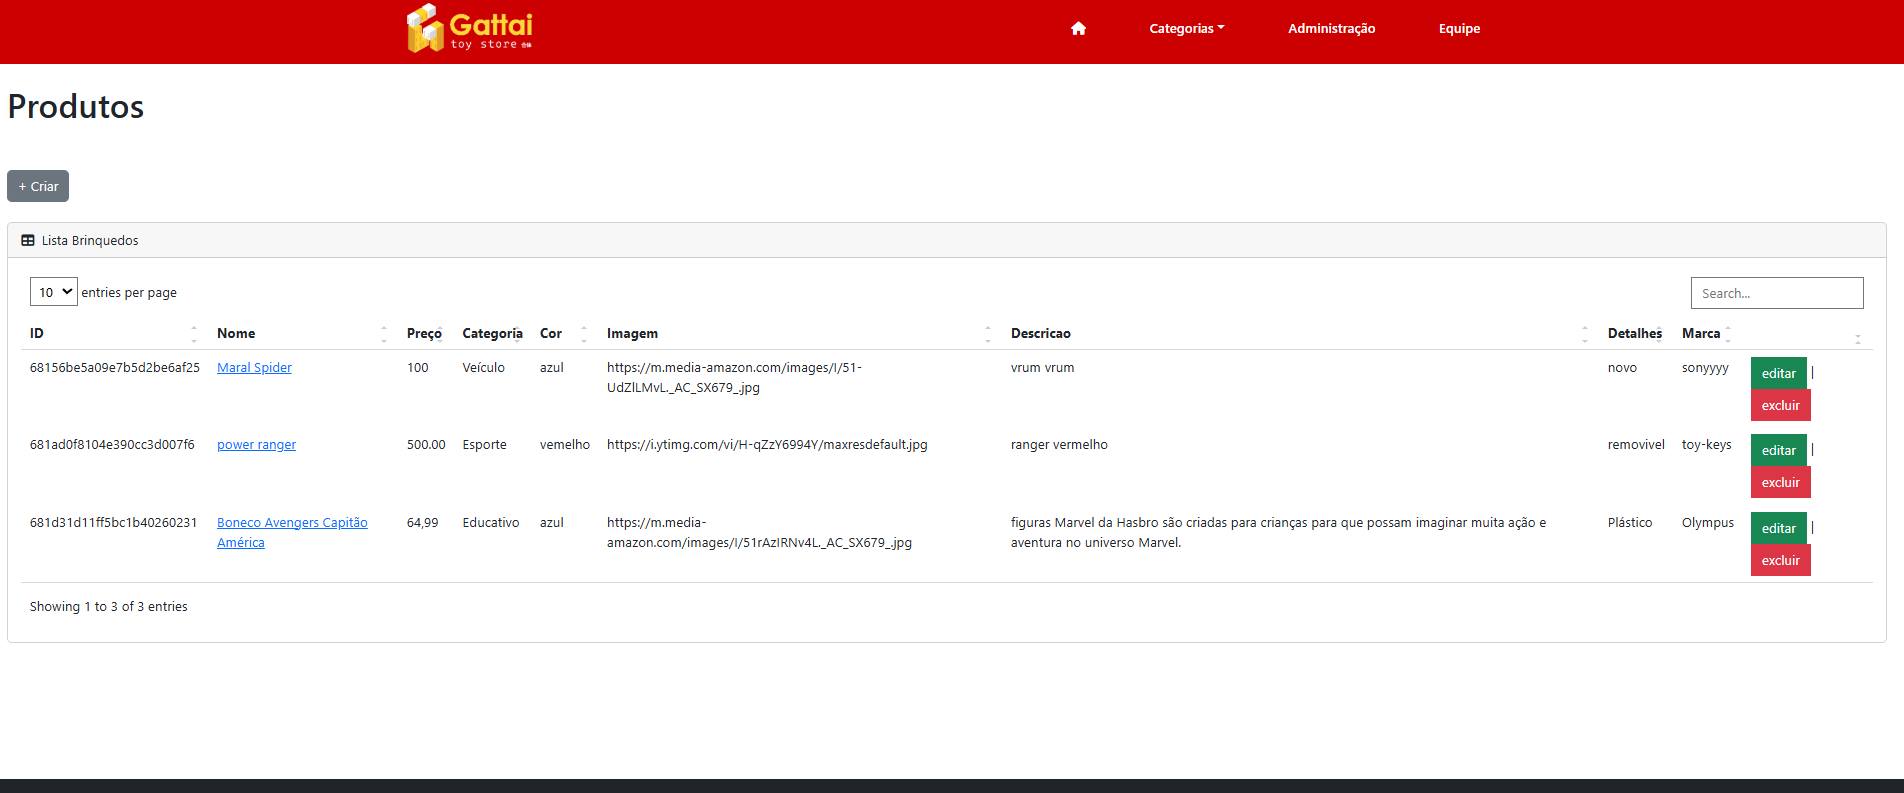 Gattai
toy store 合体
Categorias
Administração
Equipe
Produtos
+ Criar
Lista Brinquedos
10 entries per page
Search...
ID Nome Preço Categoria Cor Imagem Descricao Detalhes Marca
68156be5a09e7b5d2be6af25 Maral Spider 100 Veículo azul https://m.media-amazon.com/images/I/51- vrum vrum novo sonyyyy editar |
UdZlLMvL._AC_SX679_.jpg
excluir
681ad0f8104e390cc3d007f6 power ranger 500.00 Esporte vemelho https://i.ytimg.com/vi/H-qZzY6994Y/maxresdefault.jpg ranger vermelho removivel toy-keys editar |
excluir
681d31d11ff5bc1b40260231 Boneco Avengers Capitão 64,99 Educativo azul https://m.media- figuras Marvel da Hasbro são criadas para crianças para que possam imaginar muita ação e Plástico Olympus editar |
América amazon.com/images/I/51rAzIRNv4L._AC_SX679_.jpg aventura no universo Marvel.
excluir
Showing 1 to 3 of 3 entries